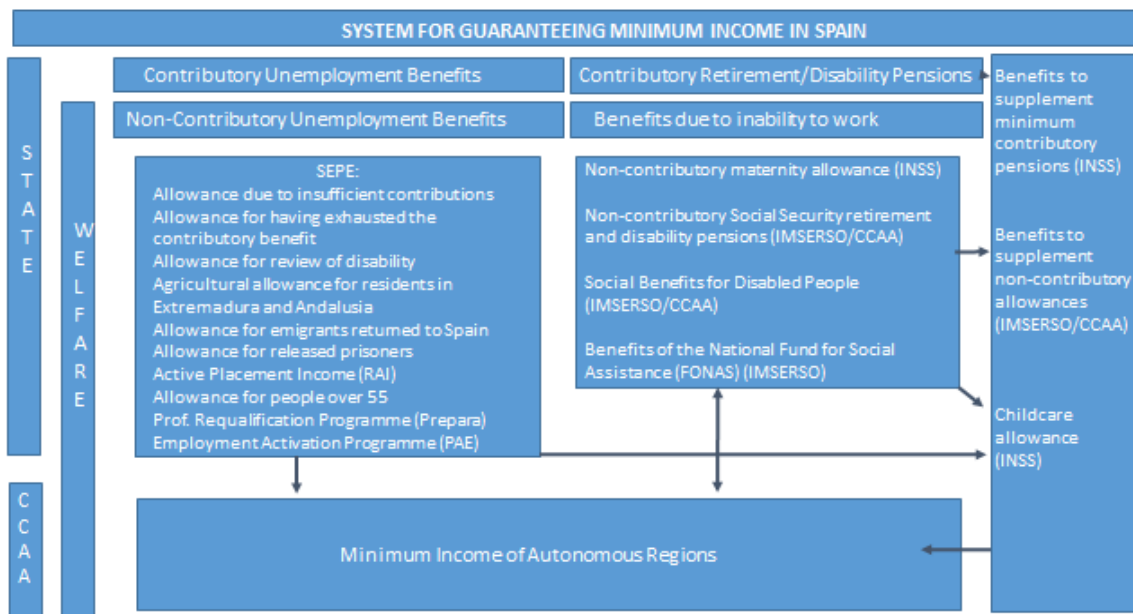 SYSTEM FOR GUARANTEEING MINIMUM INCOME IN SPAIN
STATE
WELFARE
CCAA
Contributory Unemployment Benefits
Non-Contributory Unemployment Benefits
SEPE:
Allowance due to insufficient contributions
Allowance for having exhausted the
contributory benefit
Allowance for review of disability
Agricultural allowance for residents in
Extremadura and Andalusia
Allowance for emigrants returned to Spain
Allowance for released prisoners
Active Placement Income (RAI)
Allowance for people over 55
Prof. Requalification Programme (Prepara)
Employment Activation Programme (PAE)
Contributory Retirement/Disability Pensions
Benefits due to inability to work
Non-contributory maternity allowance (INSS)
Non-contributory Social Security retirement
and disability pensions (IMSERSO/CCAA)
Social Benefits for Disabled People
(IMSERSO/CCAA)
Benefits of the National Fund for Social
Assistance (FONAS) (IMSERSO)
Benefits to
supplement
minimum
contributory
pensions (INSS)
Benefits to
supplement
non-contributory
allowances
(IMSERSO/CCAA)
Childcare
allowance
(INSS)
Minimum Income of Autonomous Regions